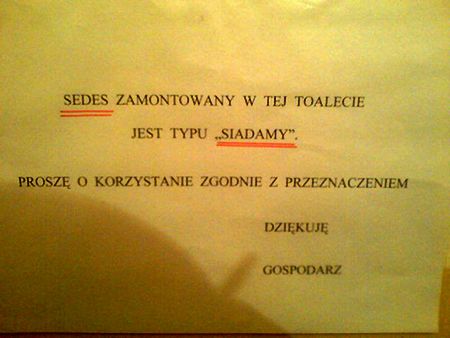 SEDES ZAMONTOWANY W TEJ TOALECIE
JEST TYPU „SIADAMY”.
PROSZĘ O KORZYSTANIE ZGODNIE Z PRZEZNACZENIEM
DZIĘKUJĘ
GOSPODARZ